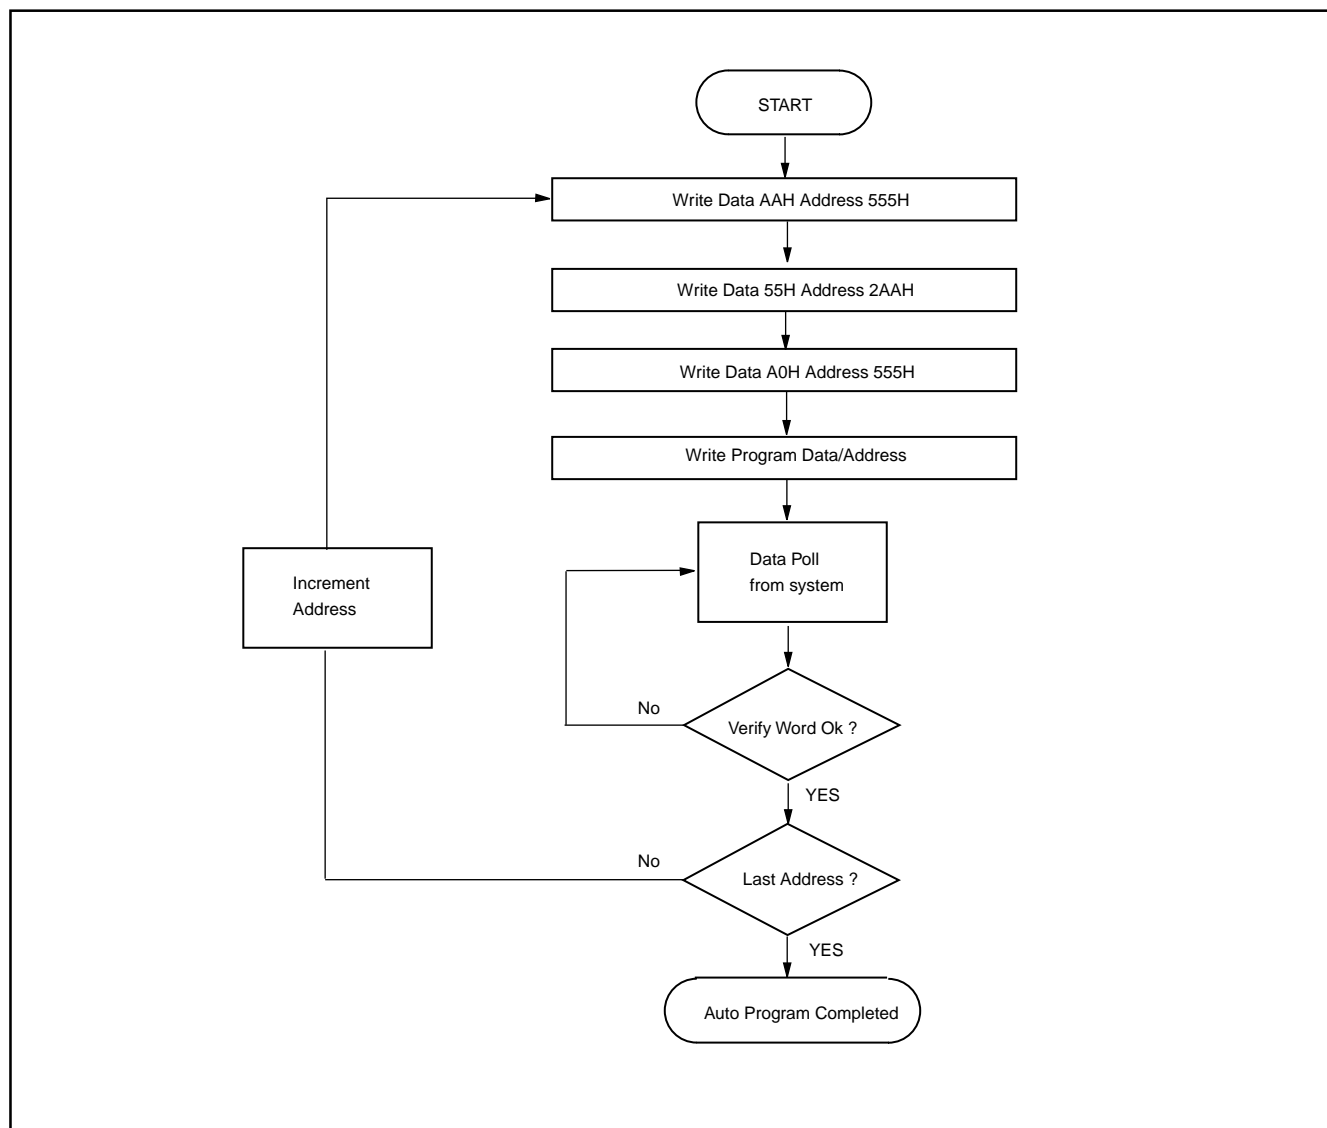 START
Write Data AAH Address 555H
Write Data 55H Address 2AAH
Write Data A0H Address 555H
Write Program Data/Address
Data Poll
from system
Increment
Address
No
Verify Word Ok ?
YES
No
Last Address ?
YES
Auto Program Completed